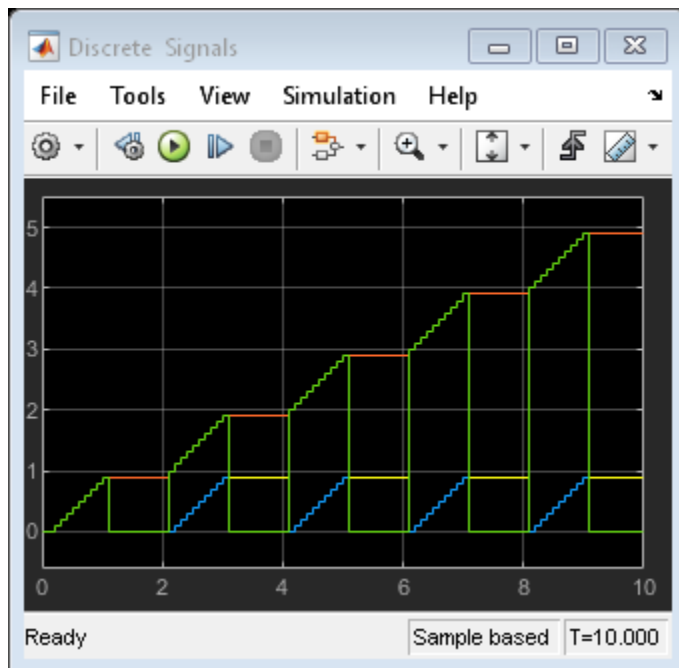 Discrete Signals
File Tools View Simulation Help
5
4
3
2
1
0
0 2 4 6 8 10
Ready Sample based T=10.000